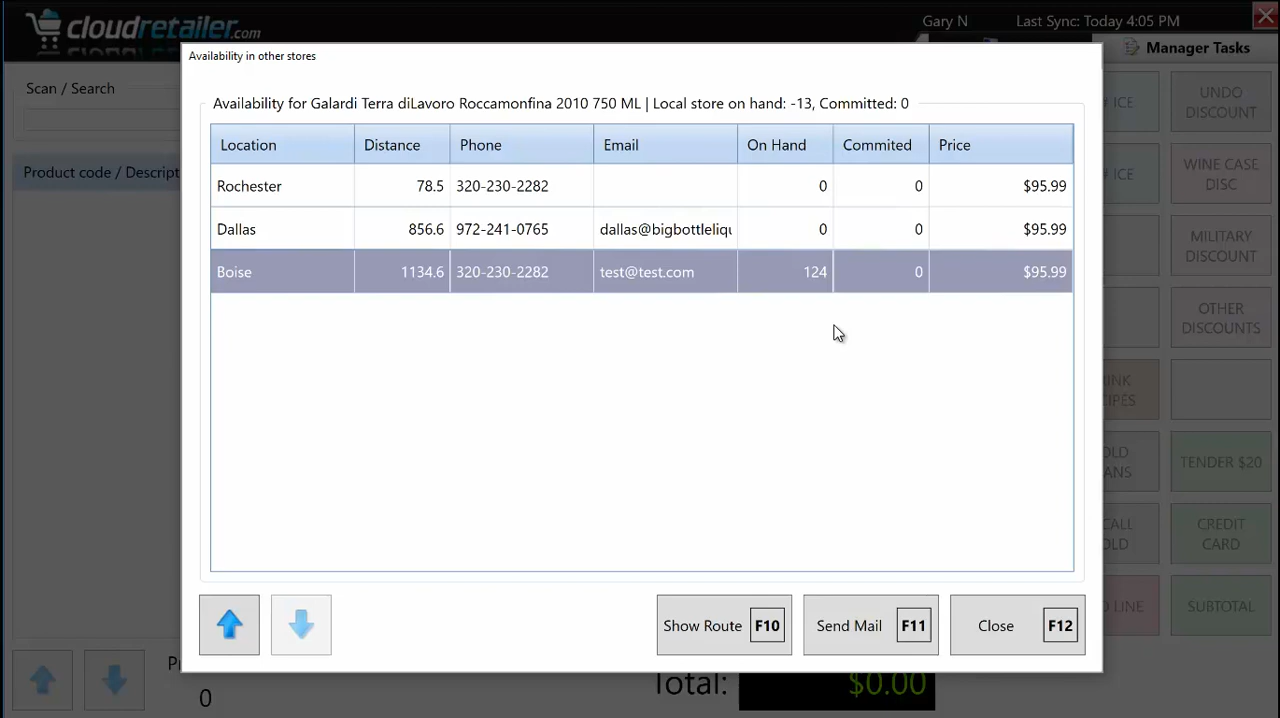 cloudretailer.com
Gary N
Last Sync: Today 4:05 PM
Availability in other stores
Manager Tasks
Scan / Search
Availability for Galardi Terra diLavoro Roccamonfina 2010 750 ML | Local store on hand: -13, Committed: 0
Product code / Descript
Location Distance Phone Email On Hand Commited Price
Rochester 78.5 320-230-2282 0 0 $95.99
Dallas 856.6 972-241-0765 dallas@bigbottleliqu 0 0 $95.99
Boise 1134.6 320-230-2282 test@test.com 124 0 $95.99
ICE
UNDO
DISCOUNT
ICE
WINE CASE
DISC
MILITARY
DISCOUNT
OTHER
DISCOUNTS
TENDER $20
CREDIT
CARD
LINE
SUBTOTAL
Show Route F10
Send Mail F11
Close F12
0
Total: $0.00